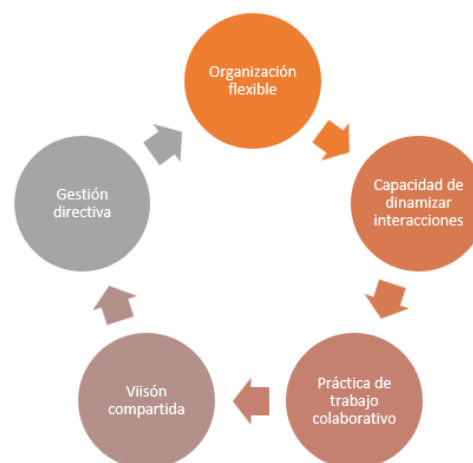 Organización
flexible
Capacidad de
dinamizar
interacciones
Práctica de
trabajo
colaborativo
Viisón
compartida
Gestión
directiva